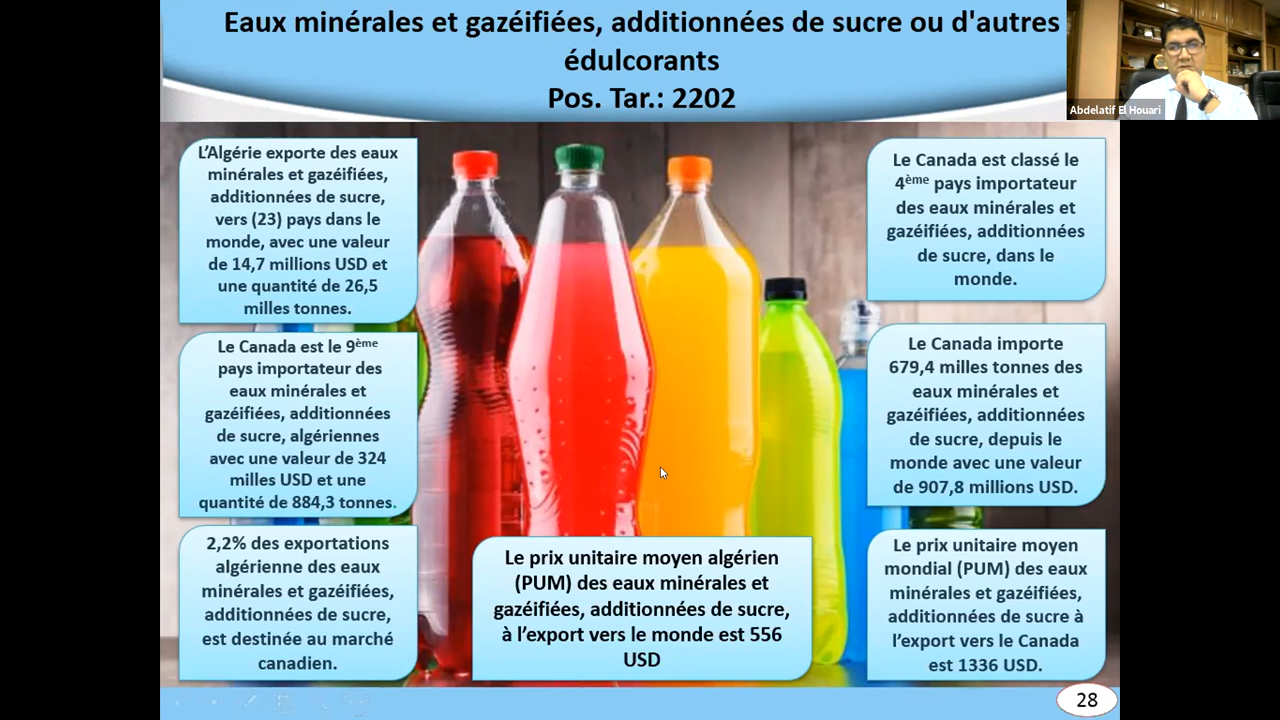 Eaux minérales et gazéifiées, additionnées de sucre ou d'autres
édulcorants
Pos. Tar.: 2202
Abdelatif El Houari
L'Algérie exporte des eaux
minérales et gazéifiées,
additionnées de sucre,
vers (23) pays dans le
monde, avec une valeur
de 14,7 millions USD et
une quantité de 26,5
milles tonnes.
Le Canada est le 9ème
pays importateur des
eaux minérales et
gazéifiées, additionnées
de sucre, algériennes
avec une valeur de 324
milles USD et une
quantité de 884,3 tonnes.
2,2% des exportations
algérienne des eaux
minérales et gazéifiées,
additionnées de sucre,
est destinée au marché
canadien.
Le prix unitaire moyen algérien
(PUM) des eaux minérales et
gazéifiées, additionnées de sucre,
à l'export vers le monde est 556
USD
Le Canada est classé le
4ème pays importateur
des eaux minérales et
gazéifiées, additionnées
de sucre, dans le
monde.
Le Canada importe
679,4 milles tonnes des
eaux minérales et
gazéifiées, additionnées
de sucre, depuis le
monde avec une valeur
de 907,8 millions USD.
Le prix unitaire moyen
mondial (PUM) des eaux
minérales et gazéifiées,
additionnées de sucre à
l'export vers le Canada
est 1336 USD.
28